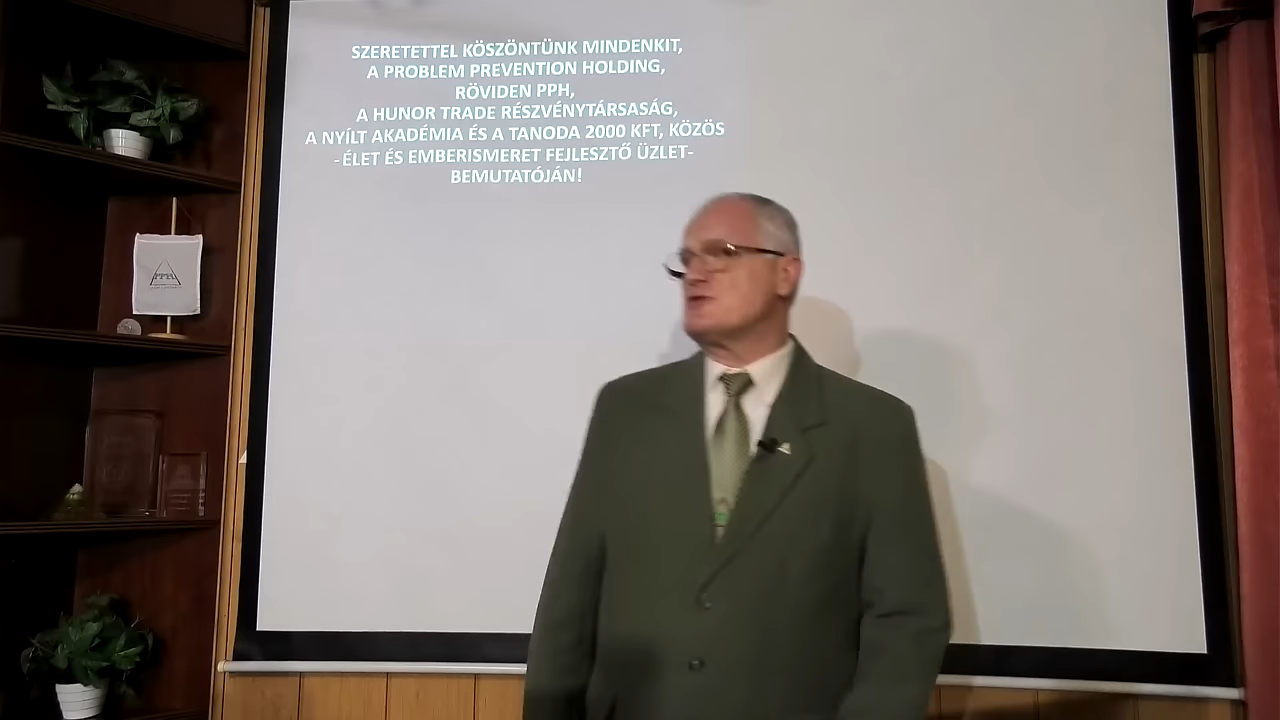 SZERETETTEL KÖSZÖNTÜNK MINDENKIT,
A PROBLEM PREVENTION HOLDING,
RÖVIDEN PPH,
A HUNOR TRADE RÉSZVÉNYTÁRSASÁG,
A NYÍLT AKADÉMIA ÉS A TANODA 2000 KFT, KÖZÖS
-ÉLET ÉS EMBERISMERET FEJLESZTŐ ÜZLET-
BEMUTATÓJÁN!
PPH